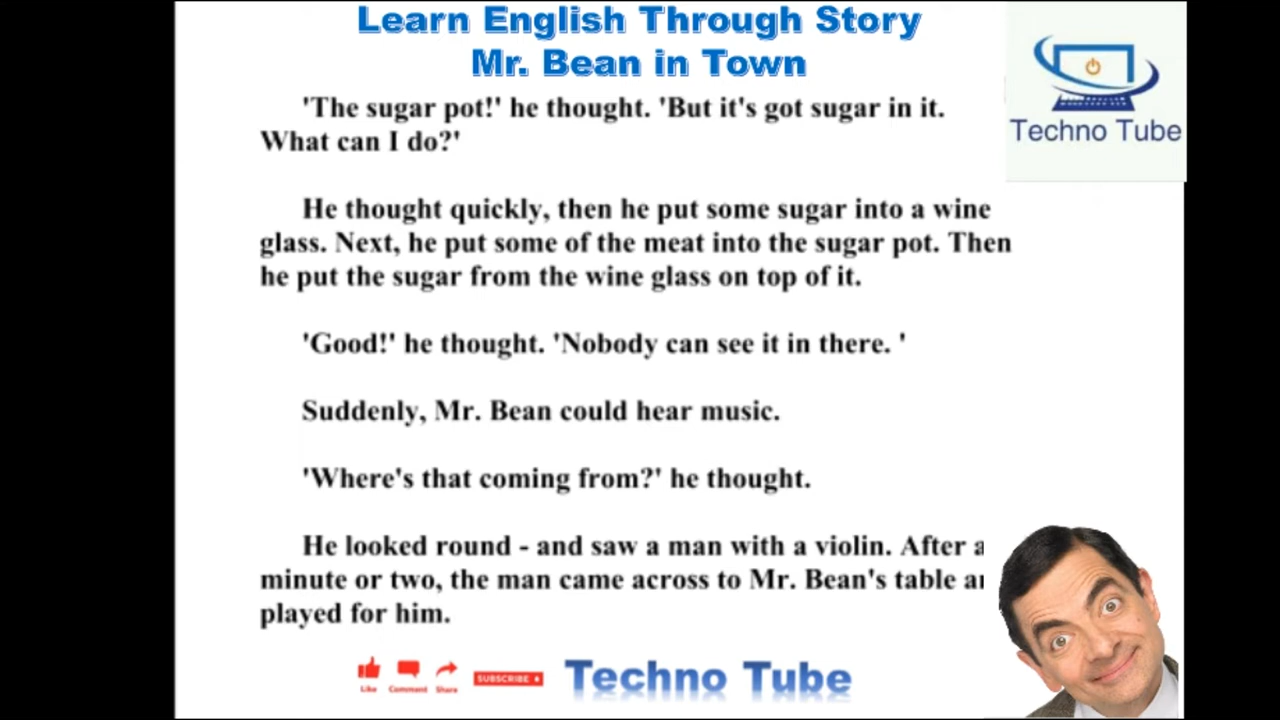 Learn English Through Story
Mr. Bean in Town
Techno Tube
'The sugar pot!' he thought. 'But it's got sugar in it.
What can I do?'
He thought quickly, then he put some sugar into a wine
glass. Next, he put some of the meat into the sugar pot. Then
he put the sugar from the wine glass on top of it.
'Good!' he thought. 'Nobody can see it in there. '
Suddenly, Mr. Bean could hear music.
'Where's that coming from?' he thought.
He looked round - and saw a man with a violin. After a
minute or two, the man came across to Mr. Bean's table
played for him.
Like Comment Share SUBSCRIBE Techno Tube